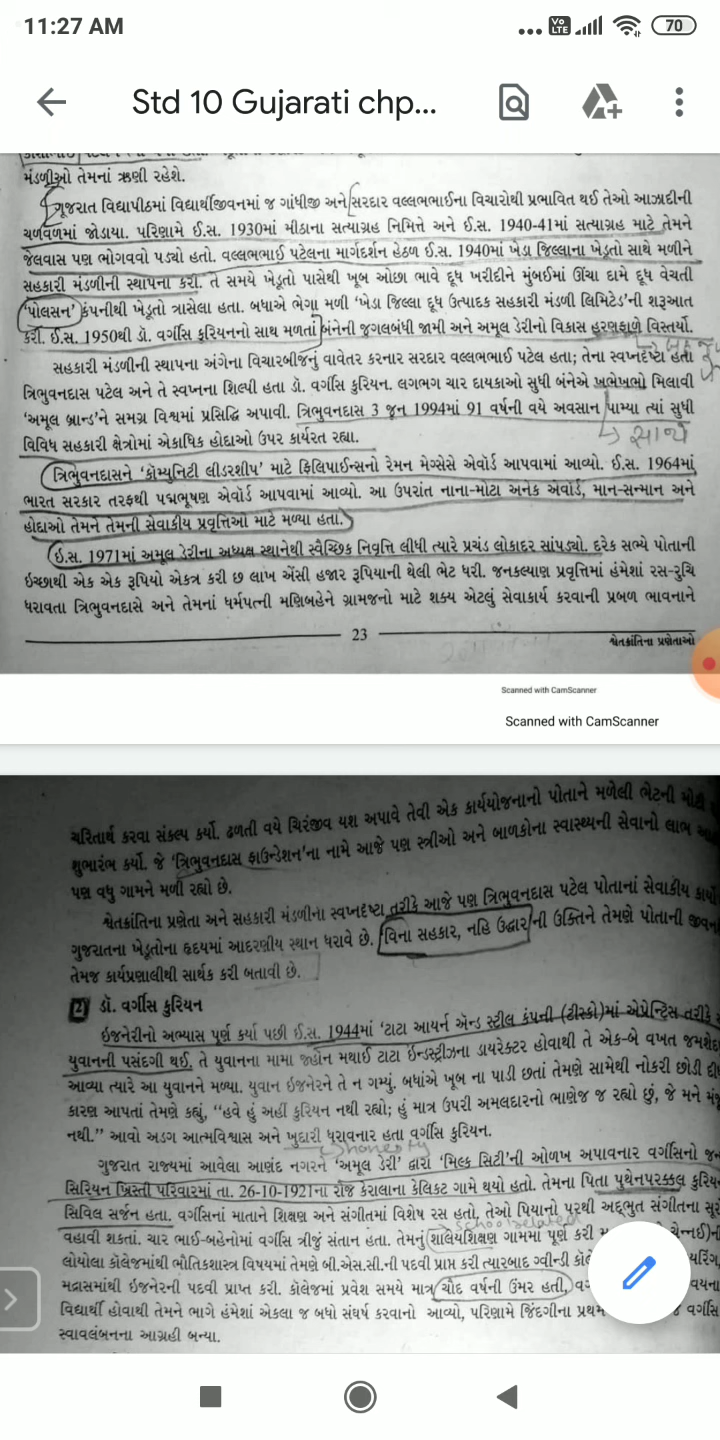 11:27 AM
... Vo LTE 70
Std 10 Gujarati chp...
મંડળીઓ તેમનાં ઋણી રહેશે.
ગૂજરાત વિદ્યાપીઠમાં વિદ્યાર્થીજીવનમાં જ ગાંધીજી અને સરદાર વલ્લભભાઈના વિચારોથી પ્રભાવિત થઈ તેઓ આઝાદીની
ચળવળમાં જોડાયા. પરિણામે ઈ.સ. 1930માં મીઠાના સત્યાગ્રહ નિમિત્તે અને ઈ.સ. 1940-41માં સત્યાગ્રહ માટે તેમને
જેલવાસ પણ ભોગવવો પડ્યો હતો. વલ્લભભાઈ પટેલના માર્ગદર્શન હેઠળ ઈ.સ. 1940માં ખેડા જિલ્લાના ખેડૂતો સાથે મળીને
સહકારી મંડળીની સ્થાપના કરી. તે સમયે ખેડૂતો પાસેથી ખૂબ ઓછા ભાવે દૂધ ખરીદીને મુંબઈમાં ઊંચા દામે દૂધ વેચતી
'પોલસન' કંપનીથી ખેડૂતો ત્રાસેલા હતા. બધાએ ભેગા મળી 'ખેડા જિલ્લા દૂધ ઉત્પાદક સહકારી મંડળી લિમિટેડ'ની શરૂઆત
કરી. ઈ.સ. 1950થી ડૉ. વર્ગીસ કુરિયનનો સાથ મળતાં બંનેની જુગલબંધી જામી અને અમૂલ ડેરીનો વિકાસ હરણફાળે વિસ્તર્યો.
સહકારી મંડળીની સ્થાપના અંગેના વિચારબીજનું વાવેતર કરનાર સરદાર વલ્લભભાઈ પટેલ હતા; તેના સ્વપ્નદૃષ્ટા હતા
ત્રિભુવનદાસ પટેલ અને તે સ્વપ્નના શિલ્પી હતા ડૉ. વર્ગીસ કુરિયન. લગભગ ચાર દાયકાઓ સુધી બંનેએ ખભેખભો મિલાવી
'અમૂલ બ્રાન્ડ'ને સમગ્ર વિશ્વમાં પ્રસિદ્ધિ અપાવી. ત્રિભુવનદાસ 3 જૂન 1994માં 91 વર્ષની વયે અવસાન પામ્યા ત્યાં સુધી
વિવિધ સહકારી ક્ષેત્રોમાં એકાધિક હોદાઓ ઉપર કાર્યરત રહ્યા.
સાથે
ત્રિભુવનદાસને 'કૉમ્યુનિટી લીડરશીપ' માટે ફિલિપાઈન્સનો રેમન મેગ્સેસે એવૉર્ડ આપવામાં આવ્યો. ઈ.સ. 1964માં
ભારત સરકાર તરફથી પદ્મભૂષણ એવૉર્ડ આપવામાં આવ્યો. આ ઉપરાંત નાના-મોટા અનેક એવૉર્ડ, માન-સન્માન અને
હોદાઓ તેમને તેમની સેવાકીય પ્રવૃત્તિઓ માટે મળ્યા હતા.
ઈ.સ. 1971માં અમૂલ ડેરીના અધ્યક્ષ સ્થાનેથી સ્વૈચ્છિક નિવૃત્તિ લીધી ત્યારે પ્રચંડ લોકાદર સાંપડ્યો. દરેક સભ્યે પોતાની
ઇચ્છાથી એક એક રૂપિયો એકત્ર કરી છ લાખ એંસી હજાર રૂપિયાની થેલી ભેટ ધરી. જનકલ્યાણ પ્રવૃત્તિમાં હંમેશાં રસ-રુચિ
ધરાવતા ત્રિભુવનદાસે અને તેમનાં ધર્મપત્ની મણિબહેને ગ્રામજનો માટે શક્ય એટલું સેવાકાર્ય કરવાની પ્રબળ ભાવનાને
23
શ્વેતક્રાંતિના પ્રણેતાઓ
Scanned with CamScanner
Scanned with CamScanner
ચરિતાર્થ કરવા સંકલ્પ કર્યો. ઢળતી વયે ચિરંજીવ યશ અપાવે તેવી એક કાર્યયોજનાનો પોતાને મળેલી ભેટની
શુભારંભ કર્યો. જે 'ત્રિભુવનદાસ ફાઉન્ડેશન'ના નામે આજે પણ સ્ત્રીઓ અને બાળકોના સ્વાસ્થ્યની સેવાનો લાભ
પણ વધુ ગામને મળી રહ્યો છે.
શ્વેતક્રાંતિના પ્રણેતા અને સહકારી મંડળીના સ્વપ્નદૃષ્ટા તરીકે આજે પણ ત્રિભુવનદાસ પટેલ પોતાનાં સેવાકીય
ગુજરાતના ખેડૂતોના હૃદયમાં આદરણીય સ્થાન ધરાવે છે. વિના સહકાર, નહિ ઉદ્ધાર'ની ઉક્તિને તેમણે પોતાની
તેમજ કાર્યપ્રણાલીથી સાર્થક કરી બતાવી છે.
(2) ડૉ. વર્ગીસ કુરિયન
ઇજનેરીનો અભ્યાસ પૂર્ણ કર્યા પછી ઈ.સ. 1944માં 'ટાટા આયર્ન ઍન્ડ સ્ટીલ કંપની (ટીસ્કો)માં એપ્રેન્ટિસ તરીકે
યુવાનની પસંદગી થઈ. તે યુવાનના મામા જ્હોન મથાઈ ટાટા ઈન્ડસ્ટ્રીઝના ડાયરેક્ટર હોવાથી તે એક-બે વખત
આવ્યા ત્યારે આ યુવાનને મળ્યા. યુવાન ઇજનેરને તે ન ગમ્યું. બધાંએ ખૂબ ના પાડી છતાં તેમણે સામેથી નોકરી છોડી
કારણ આપતાં તેમણે કહ્યું, "હવે હું અહીં કુરિયન નથી રહ્યો; હું માત્ર ઉપરી અમલદારનો ભાણેજ જ રહ્યો છું, જે મને
નથી." આવો અડગ આત્મવિશ્વાસ અને ખુદ્દારી ધરાવનાર હતા વર્ગીસ કુરિયન.
honesty
ગુજરાત રાજ્યમાં આવેલા આણંદ નગરને 'અમૂલ ડેરી' દ્વારા 'મિલ્ક સિટી'ની ઓળખ અપાવનાર વર્ગીસનો
સિરિયન ખ્રિસ્તી પરિવારમાં તા. 26-10-1921ના રોજ કેરાલાના કેલિકટ ગામે થયો હતો. તેમના પિતા પુથેનપરક્કલ
સિવિલ સર્જન હતા. વર્ગીસનાં માતાને શિક્ષણ અને સંગીતમાં વિશેષ રસ હતો, તેઓ પિયાનો પરથી અદ્દભુત સંગીતના
school related
વહાવી શકતાં. ચાર ભાઈ-બહેનોમાં વર્ગીસ ત્રીજું સંતાન હતા. તેમનું શાલેયશિક્ષણ ગામમાં પૂર્ણ કરી ચેન્નઈ)ની
લોયોલા કૉલેજમાંથી ભૌતિકશાસ્ત્ર વિષયમાં તેમણે બી.એસ.સી.ની પદવી પ્રાપ્ત કરી ત્યારબાદ ગ્વીન્ડી
મદ્રાસમાંથી ઇજનેરની પદવી પ્રાપ્ત કરી. કૉલેજમાં પ્રવેશ સમયે માત્ર ચૌદ વર્ષની ઉંમર હતી,
વિદ્યાર્થી હોવાથી તેમને ભાગે હંમેશાં એકલા જ બધો સંઘર્ષ કરવાનો આવ્યો, પરિણામે જિંદગીના વર્ગીસ
સ્વાવલંબનના આગ્રહી બન્યા.